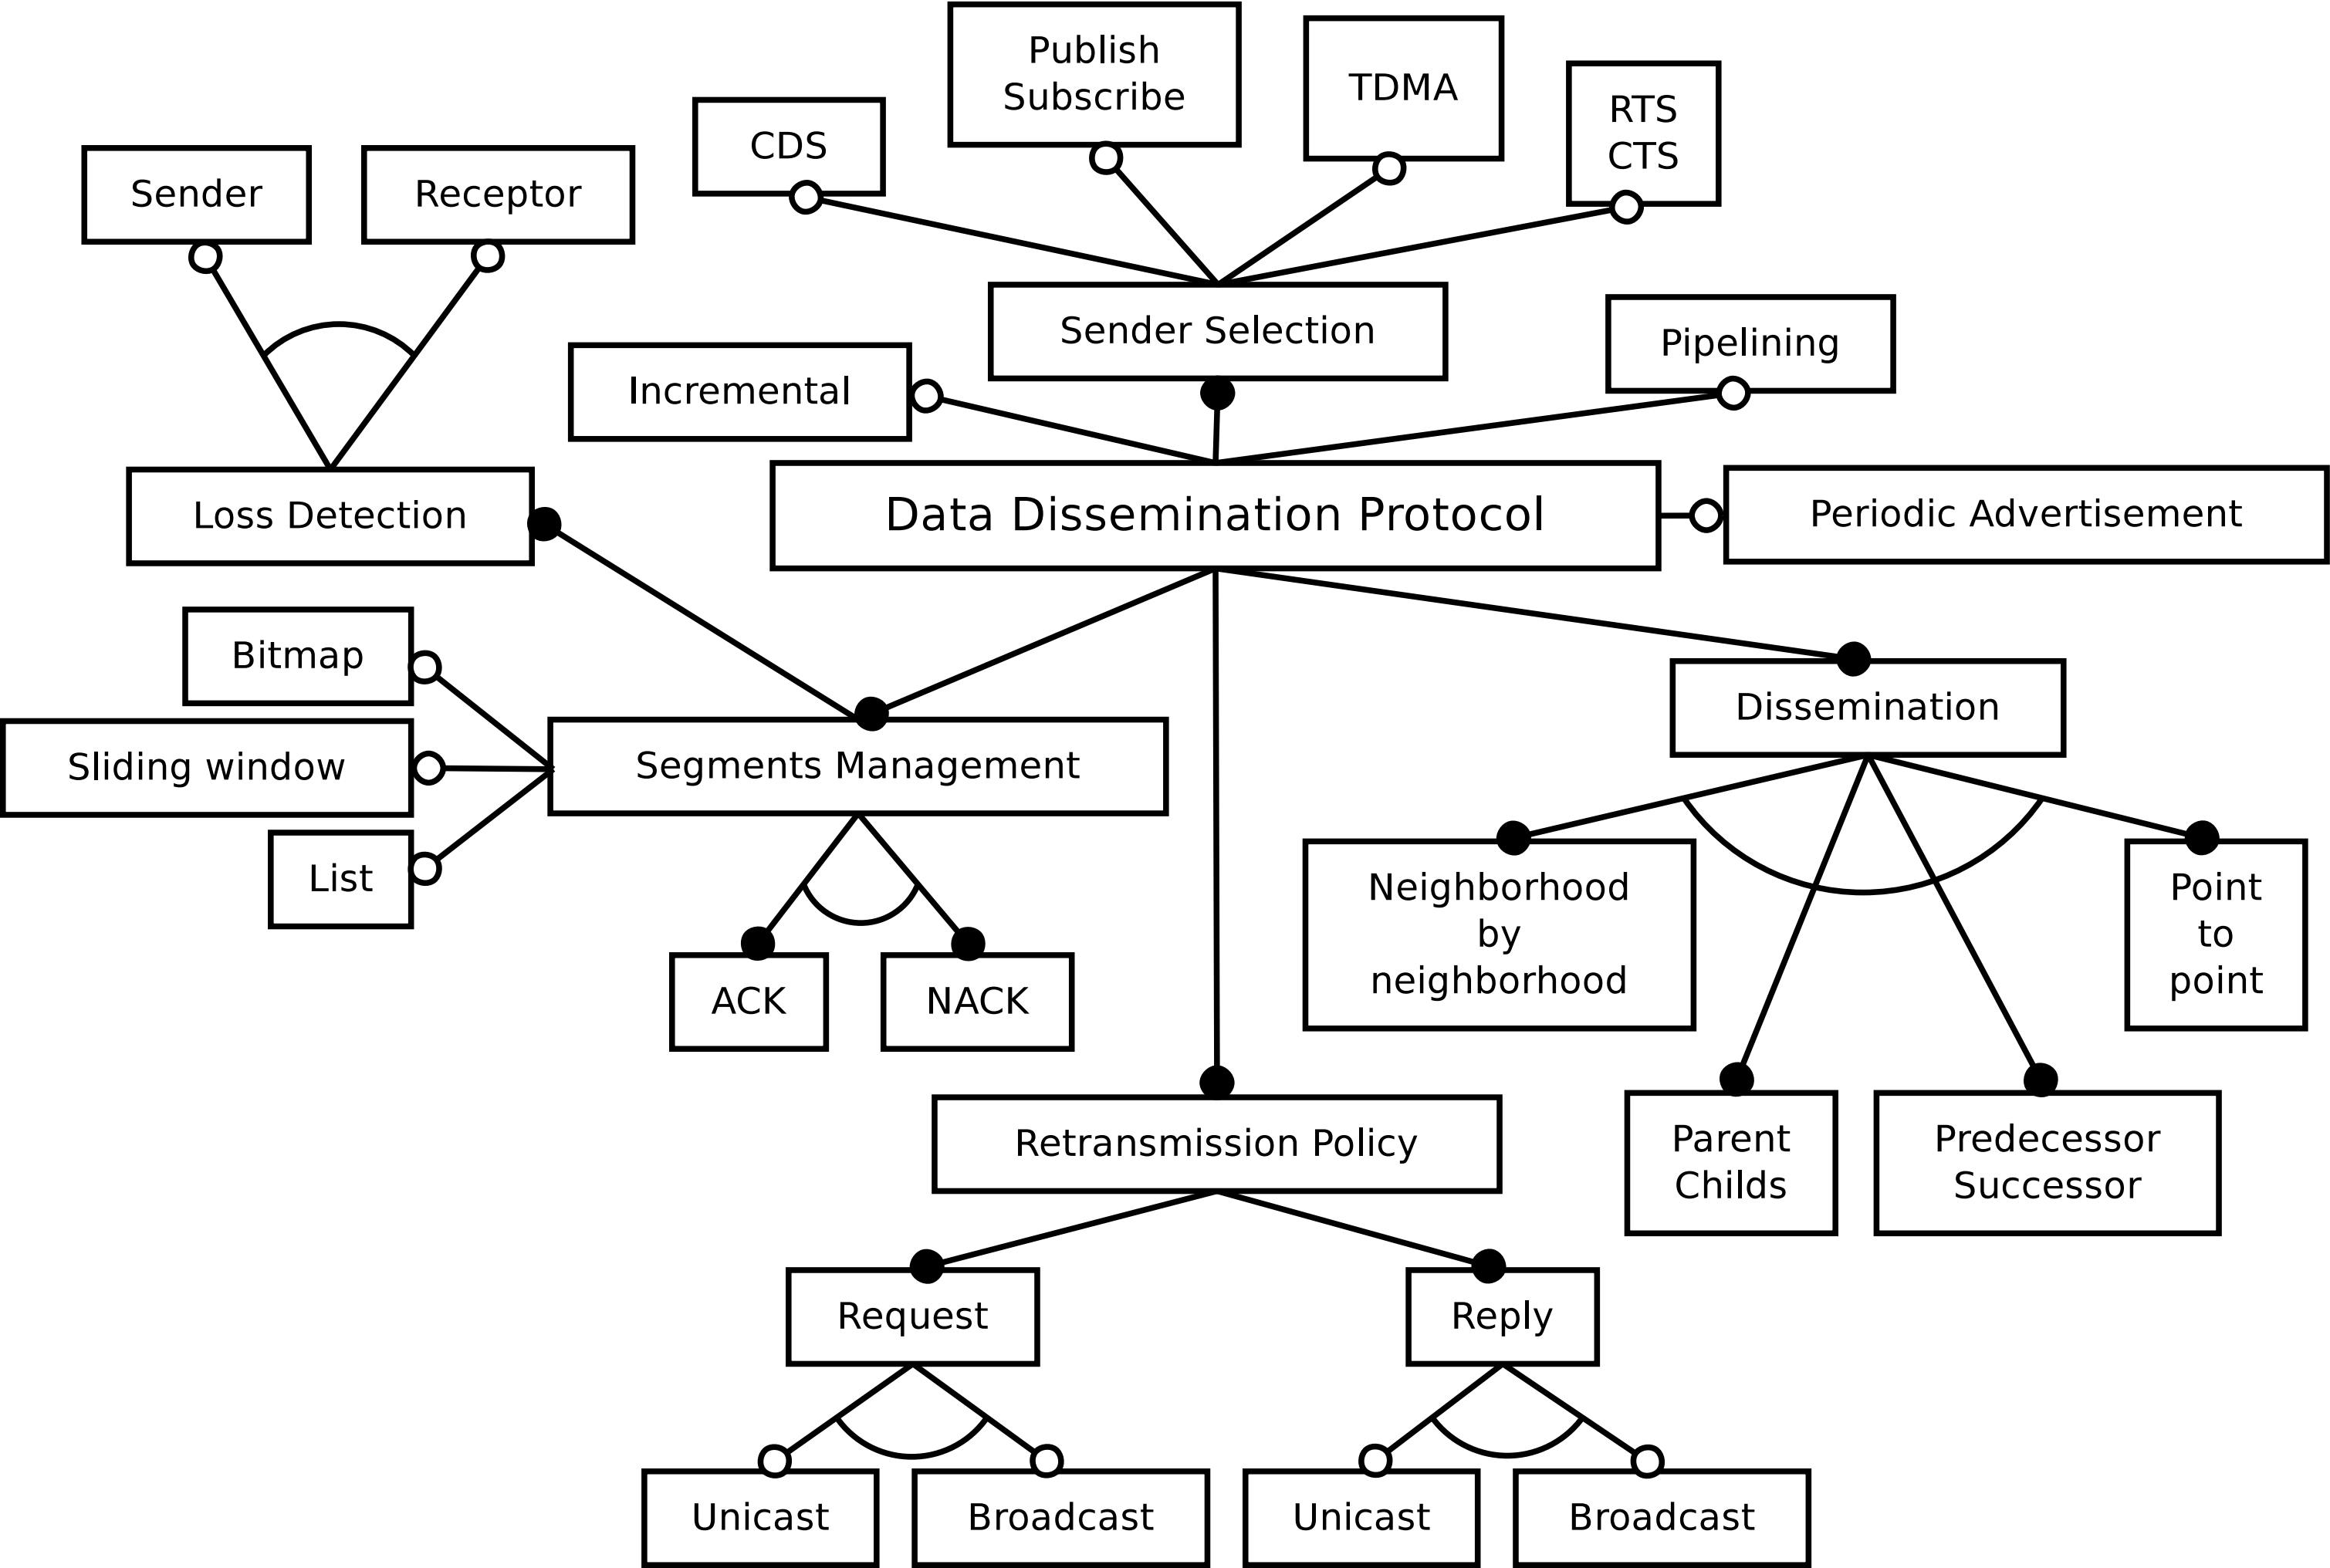 Publish
Subscribe
TDMA
RTS
CTS
CDS
Sender
Receptor
Sender Selection
Pipelining
Incremental
Loss Detection
Data Dissemination Protocol
Periodic Advertisement
Bitmap
Dissemination
Sliding window
Segments Management
List
Neighborhood
by
neighborhood
Point
to
point
ACK
NACK
Retransmission Policy
Parent
Childs
Predecessor
Successor
Request
Reply
Unicast
Broadcast
Unicast
Broadcast